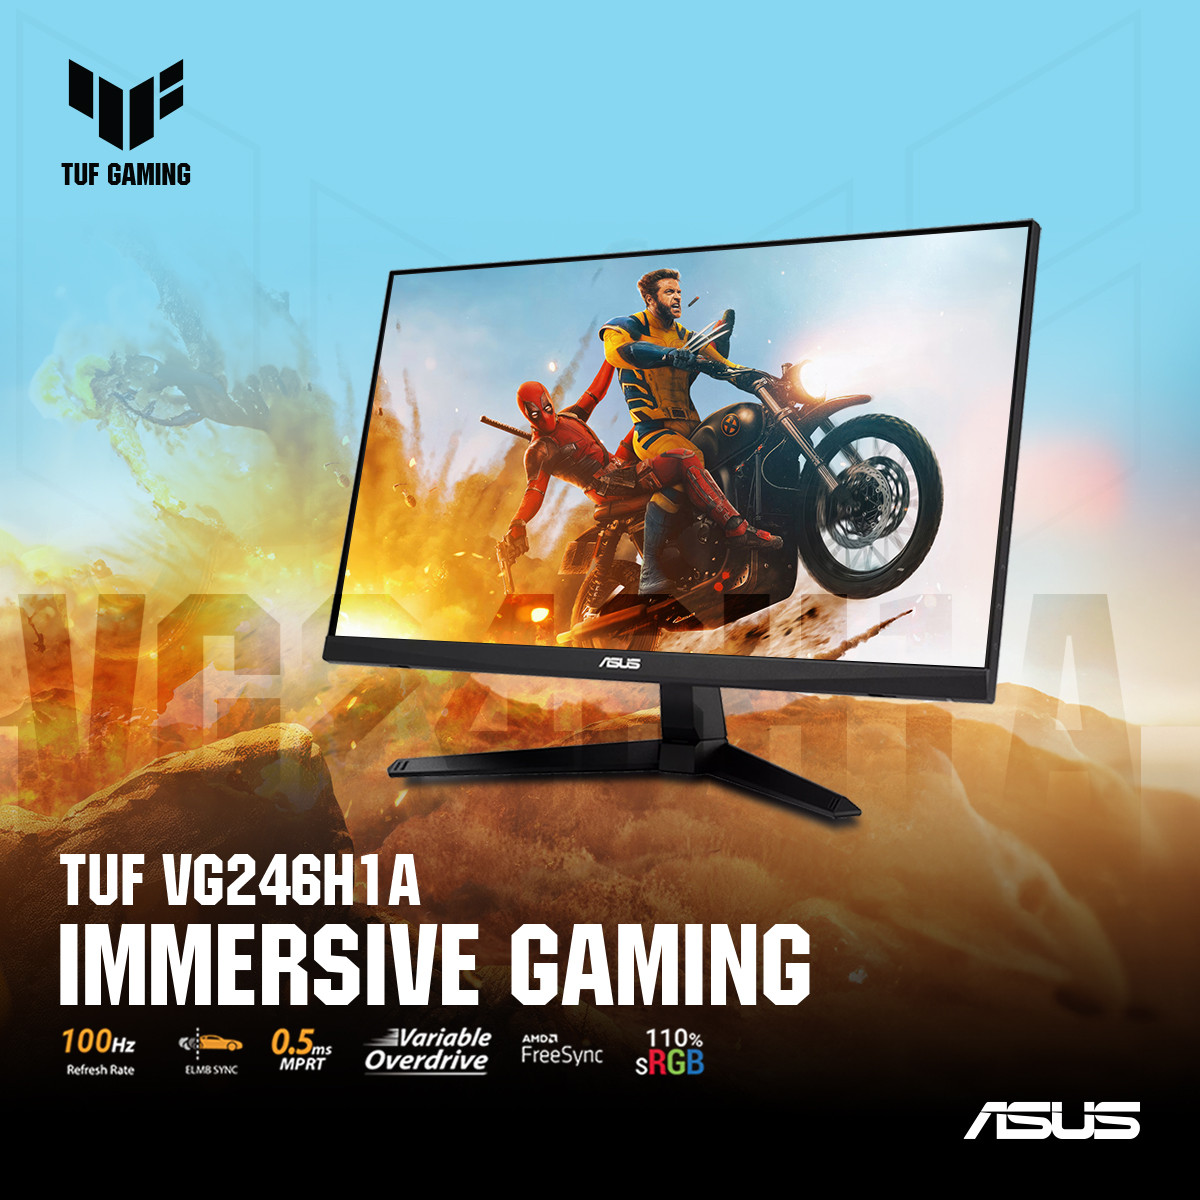 TUF GAMING
ASUS
VG246H1A
TUF VG246H1A
IMMERSIVE GAMING
100Hz
Refresh Rate
ELMB SYNC
0.5ms
MPRT
Variable
Overdrive
AMD
FreeSync
110%
sRGB
ASUS